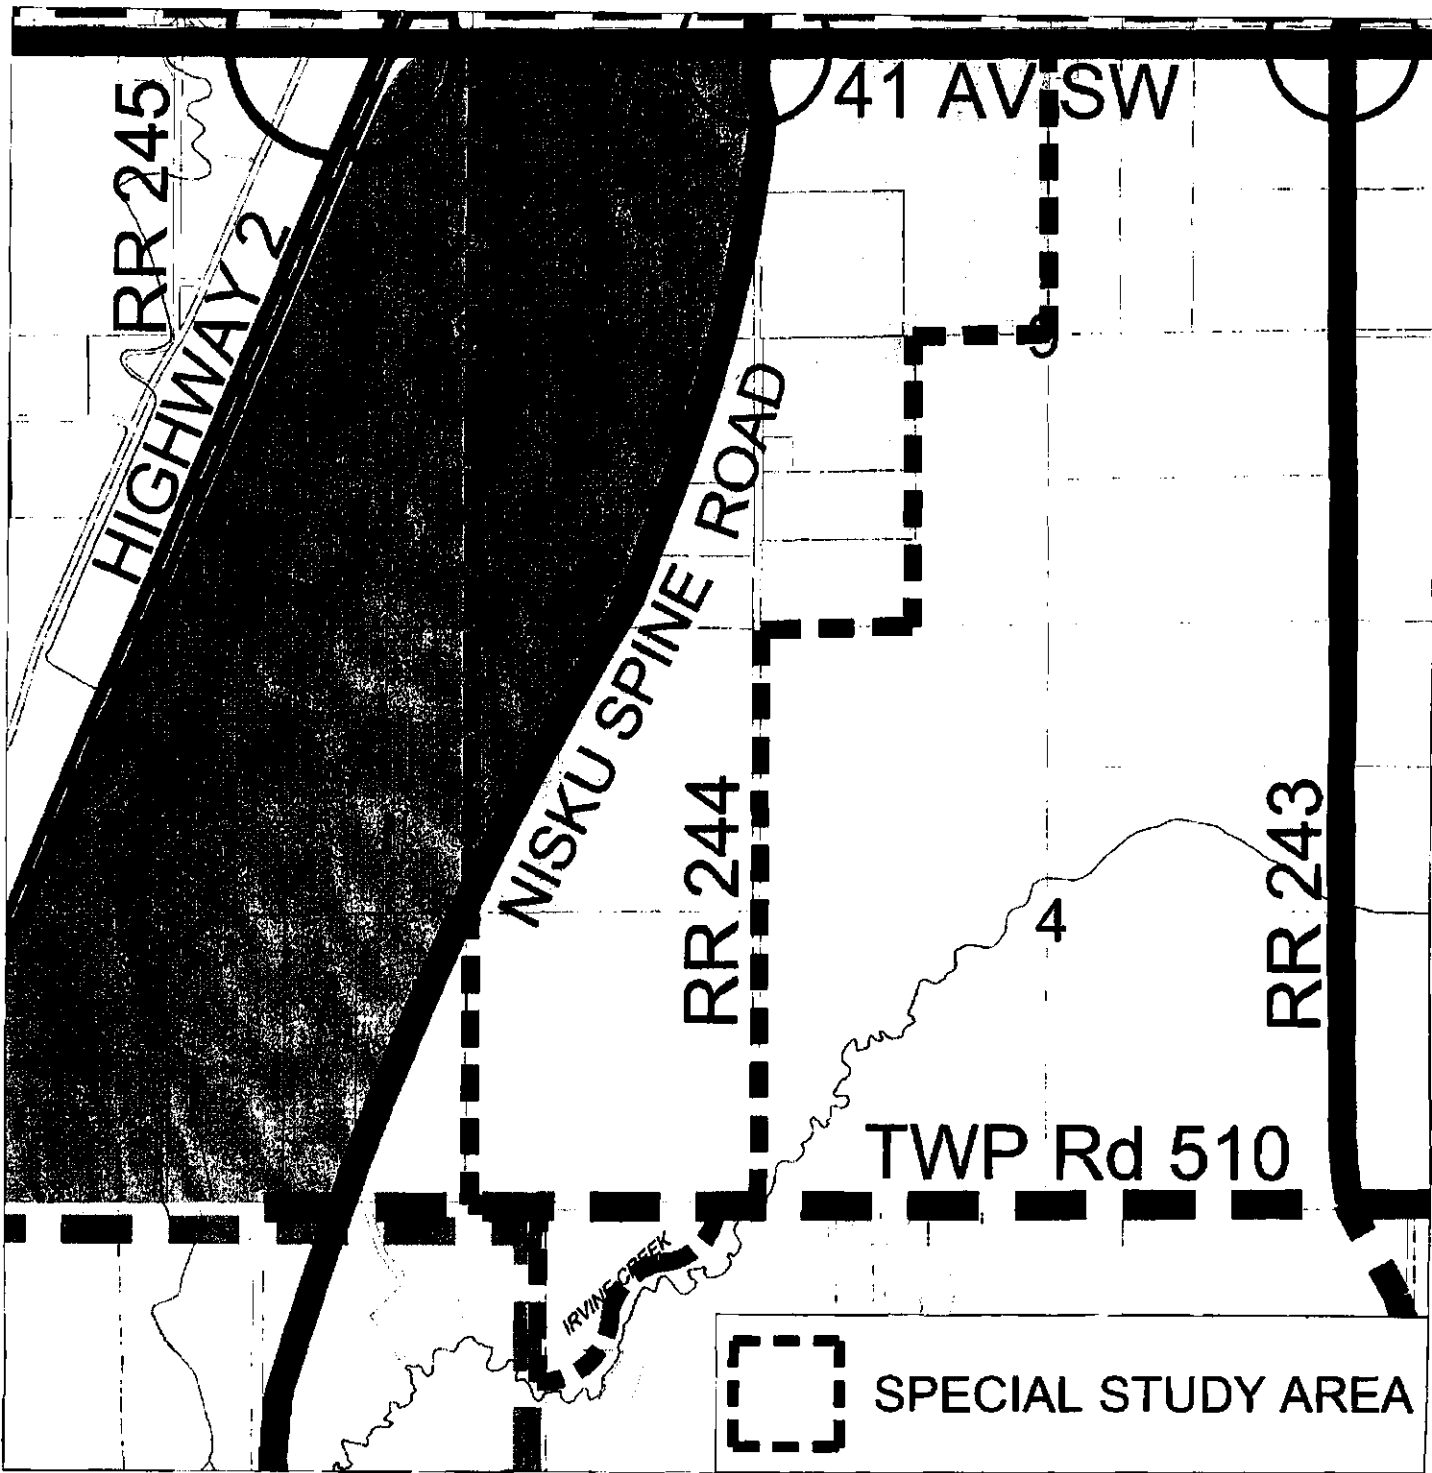 41 AV SW
RR 245
HIGHWAY 2
9
NISKU SPINE ROAD
RR 244
4
RR 243
TWP Rd 510
IRVINE CREEK
SPECIAL STUDY AREA